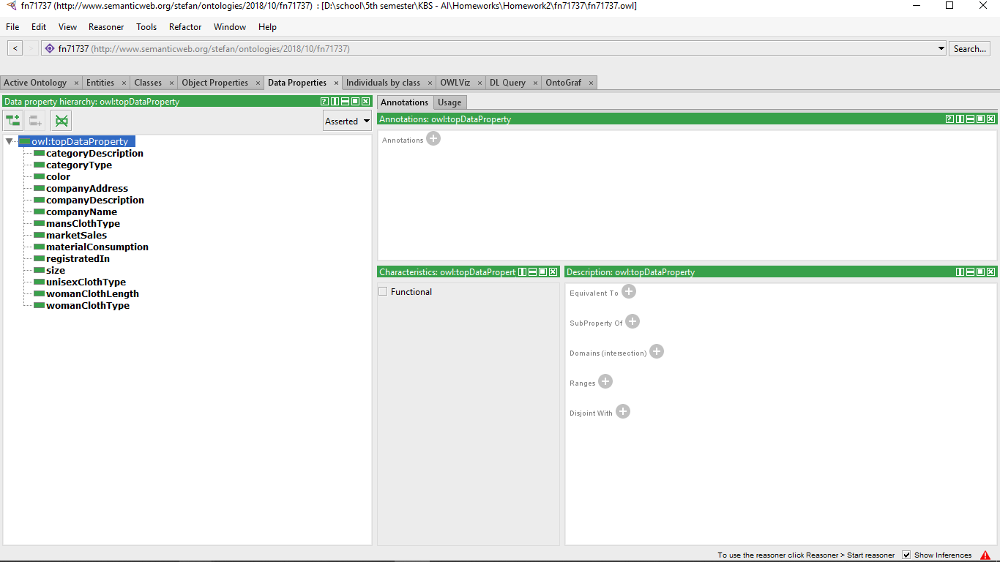 fn71737 (http://www.semanticweb.org/stefan/ontologies/2018/10/fn71737) : [D:\school\5th semester\KBS - AI\Homeworks\Homework2\fn71737\fn71737.owl]
File Edit View Reasoner Tools Refactor Window Help
< > fn71737 (http://www.semanticweb.org/stefan/ontologies/2018/10/fn71737) Search...
Active Ontology × Entities × Classes × Object Properties × Data Properties × Individuals by class × OWLViz × DL Query × OntoGraf ×
Data property hierarchy: owl:topDataProperty
Asserted
owl:topDataProperty
categoryDescription
categoryType
color
companyAddress
companyDescription
companyName
mansClothType
marketSales
materialConsumption
registratedIn
size
unisexClothType
womanClothLength
womanClothType
Annotations Usage
Annotations: owl:topDataProperty
Annotations
Characteristics: owl:topDataPropert
Functional
Description: owl:topDataProperty
Equivalent To
SubProperty Of
Domains (intersection)
Ranges
Disjoint With
To use the reasoner click Reasoner > Start reasoner Show Inferences